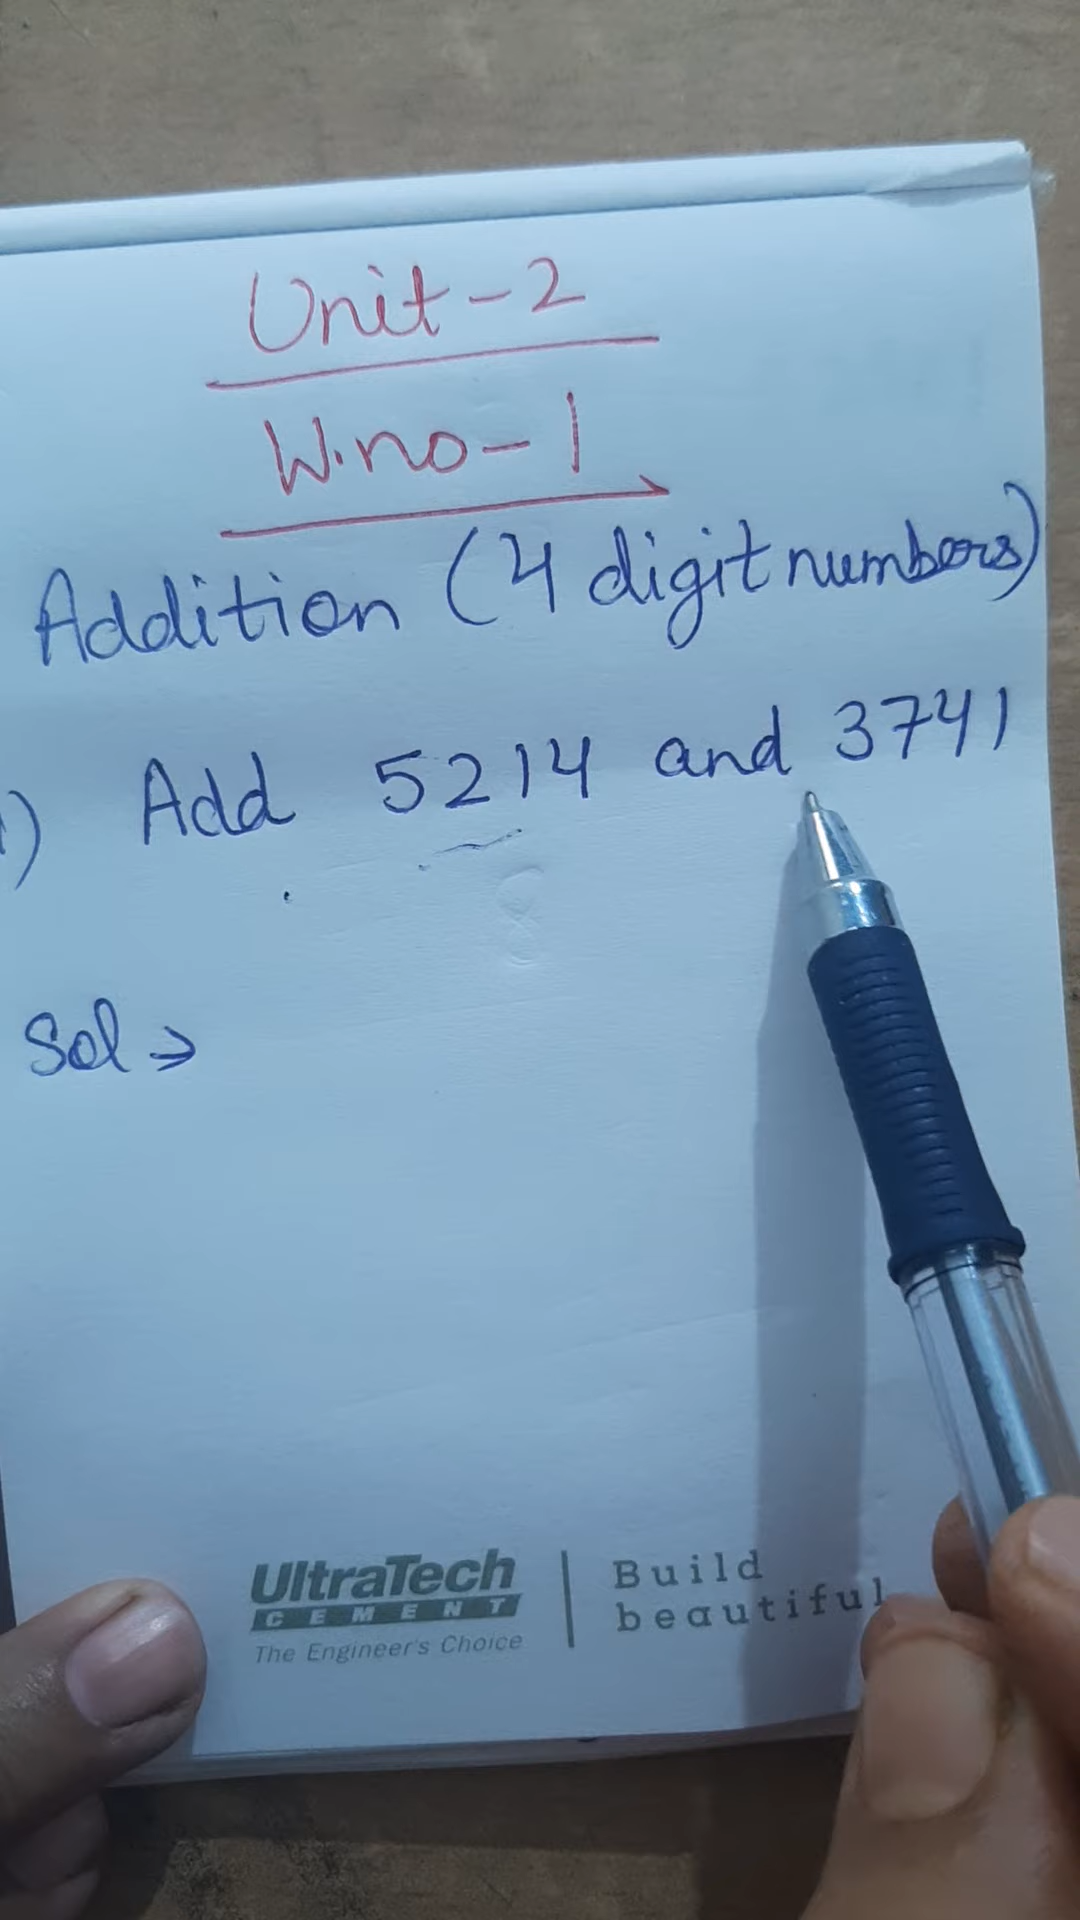 Unit-2
W.no-1
Addition (4 digit numbers)
1) Add 5214 and 3741
Sol →
UltraTech
CEMENT
The Engineer's Choice
Build
beautiful